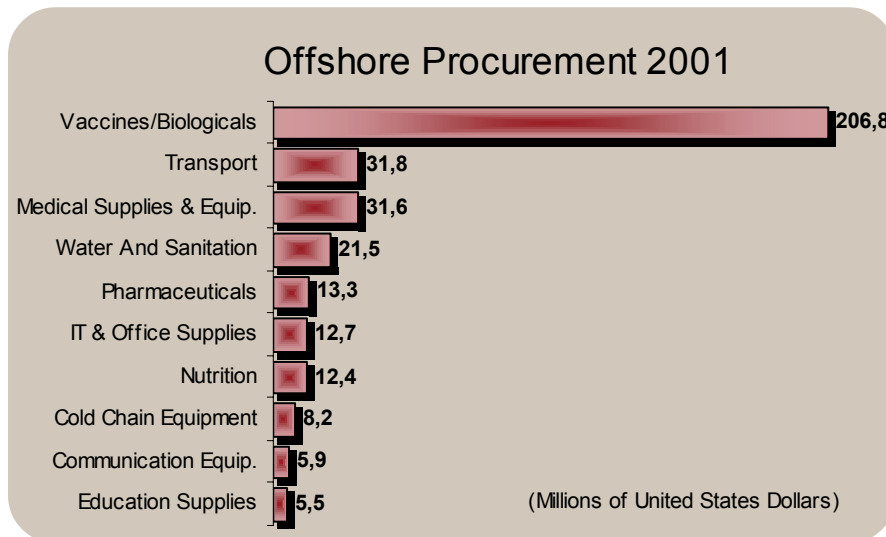 Offshore Procurement 2001
Vaccines/Biologicals 206,8
Transport 31,8
Medical Supplies & Equip. 31,6
Water And Sanitation 21,5
Pharmaceuticals 13,3
IT & Office Supplies 12,7
Nutrition 12,4
Cold Chain Equipment 8,2
Communication Equip. 5,9
Education Supplies 5,5 (Millions of United States Dollars)